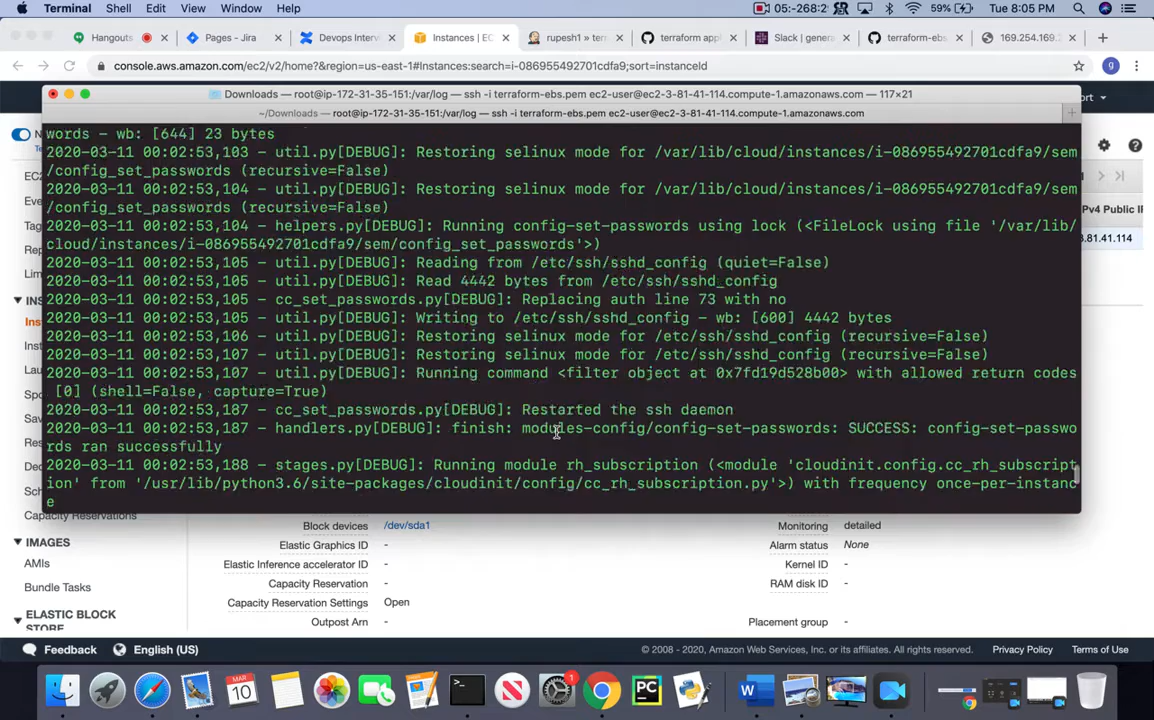 Terminal Shell Edit View Window Help 05:-268:2 59% Tue 8:05 PM
Hangouts Pages - Jira Devops Intervi Instances | EC rupesh1 » terr terraform appl Slack | genera terraform-ebs 169.254.169.
console.aws.amazon.com/ec2/v2/home?&region=us-east-1#Instances:search=i-086955492701cdfa9;sort=instanceId g
Downloads — root@ip-172-31-35-151:/var/log — ssh -i terraform-ebs.pem ec2-user@ec2-3-81-41-114.compute-1.amazonaws.com — 117×21
~/Downloads — root@ip-172-31-35-151:/var/log — ssh -i terraform-ebs.pem ec2-user@ec2-3-81-41-114.compute-1.amazonaws.com
words - wb: [644] 23 bytes
2020-03-11 00:02:53,103 - util.py[DEBUG]: Restoring selinux mode for /var/lib/cloud/instances/i-086955492701cdfa9/sem
/config_set_passwords (recursive=False)
2020-03-11 00:02:53,104 - util.py[DEBUG]: Restoring selinux mode for /var/lib/cloud/instances/i-086955492701cdfa9/sem
/config_set_passwords (recursive=False)
2020-03-11 00:02:53,104 - helpers.py[DEBUG]: Running config-set-passwords using lock (<FileLock using file '/var/lib/
cloud/instances/i-086955492701cdfa9/sem/config_set_passwords'>)
2020-03-11 00:02:53,105 - util.py[DEBUG]: Reading from /etc/ssh/sshd_config (quiet=False)
2020-03-11 00:02:53,105 - util.py[DEBUG]: Read 4442 bytes from /etc/ssh/sshd_config
2020-03-11 00:02:53,105 - cc_set_passwords.py[DEBUG]: Replacing auth line 73 with no
2020-03-11 00:02:53,105 - util.py[DEBUG]: Writing to /etc/ssh/sshd_config - wb: [600] 4442 bytes
2020-03-11 00:02:53,106 - util.py[DEBUG]: Restoring selinux mode for /etc/ssh/sshd_config (recursive=False)
2020-03-11 00:02:53,107 - util.py[DEBUG]: Restoring selinux mode for /etc/ssh/sshd_config (recursive=False)
2020-03-11 00:02:53,107 - util.py[DEBUG]: Running command <filter object at 0x7fd19d528b00> with allowed return codes
[0] (shell=False, capture=True)
2020-03-11 00:02:53,187 - cc_set_passwords.py[DEBUG]: Restarted the ssh daemon
2020-03-11 00:02:53,187 - handlers.py[DEBUG]: finish: modules-config/config-set-passwords: SUCCESS: config-set-passwo
rds ran successfully
2020-03-11 00:02:53,188 - stages.py[DEBUG]: Running module rh_subscription (<module 'cloudinit.config.cc_rh_subscript
ion' from '/usr/lib/python3.6/site-packages/cloudinit/config/cc_rh_subscription.py'>) with frequency once-per-instanc
e
ort
Pv4 Public IP
.81.41.114
Capacity Reservations
IMAGES
AMIs
Bundle Tasks
ELASTIC BLOCK
STORE
Block devices /dev/sda1 Monitoring detailed
Elastic Graphics ID - Alarm status None
Elastic Inference accelerator ID - Kernel ID -
Capacity Reservation - RAM disk ID -
Capacity Reservation Settings Open
Outpost Arn - Placement group -
Feedback English (US) © 2008 - 2020, Amazon Web Services, Inc. or its affiliates. All rights reserved. Privacy Policy Terms of Use
MAR
10
1
PC
W